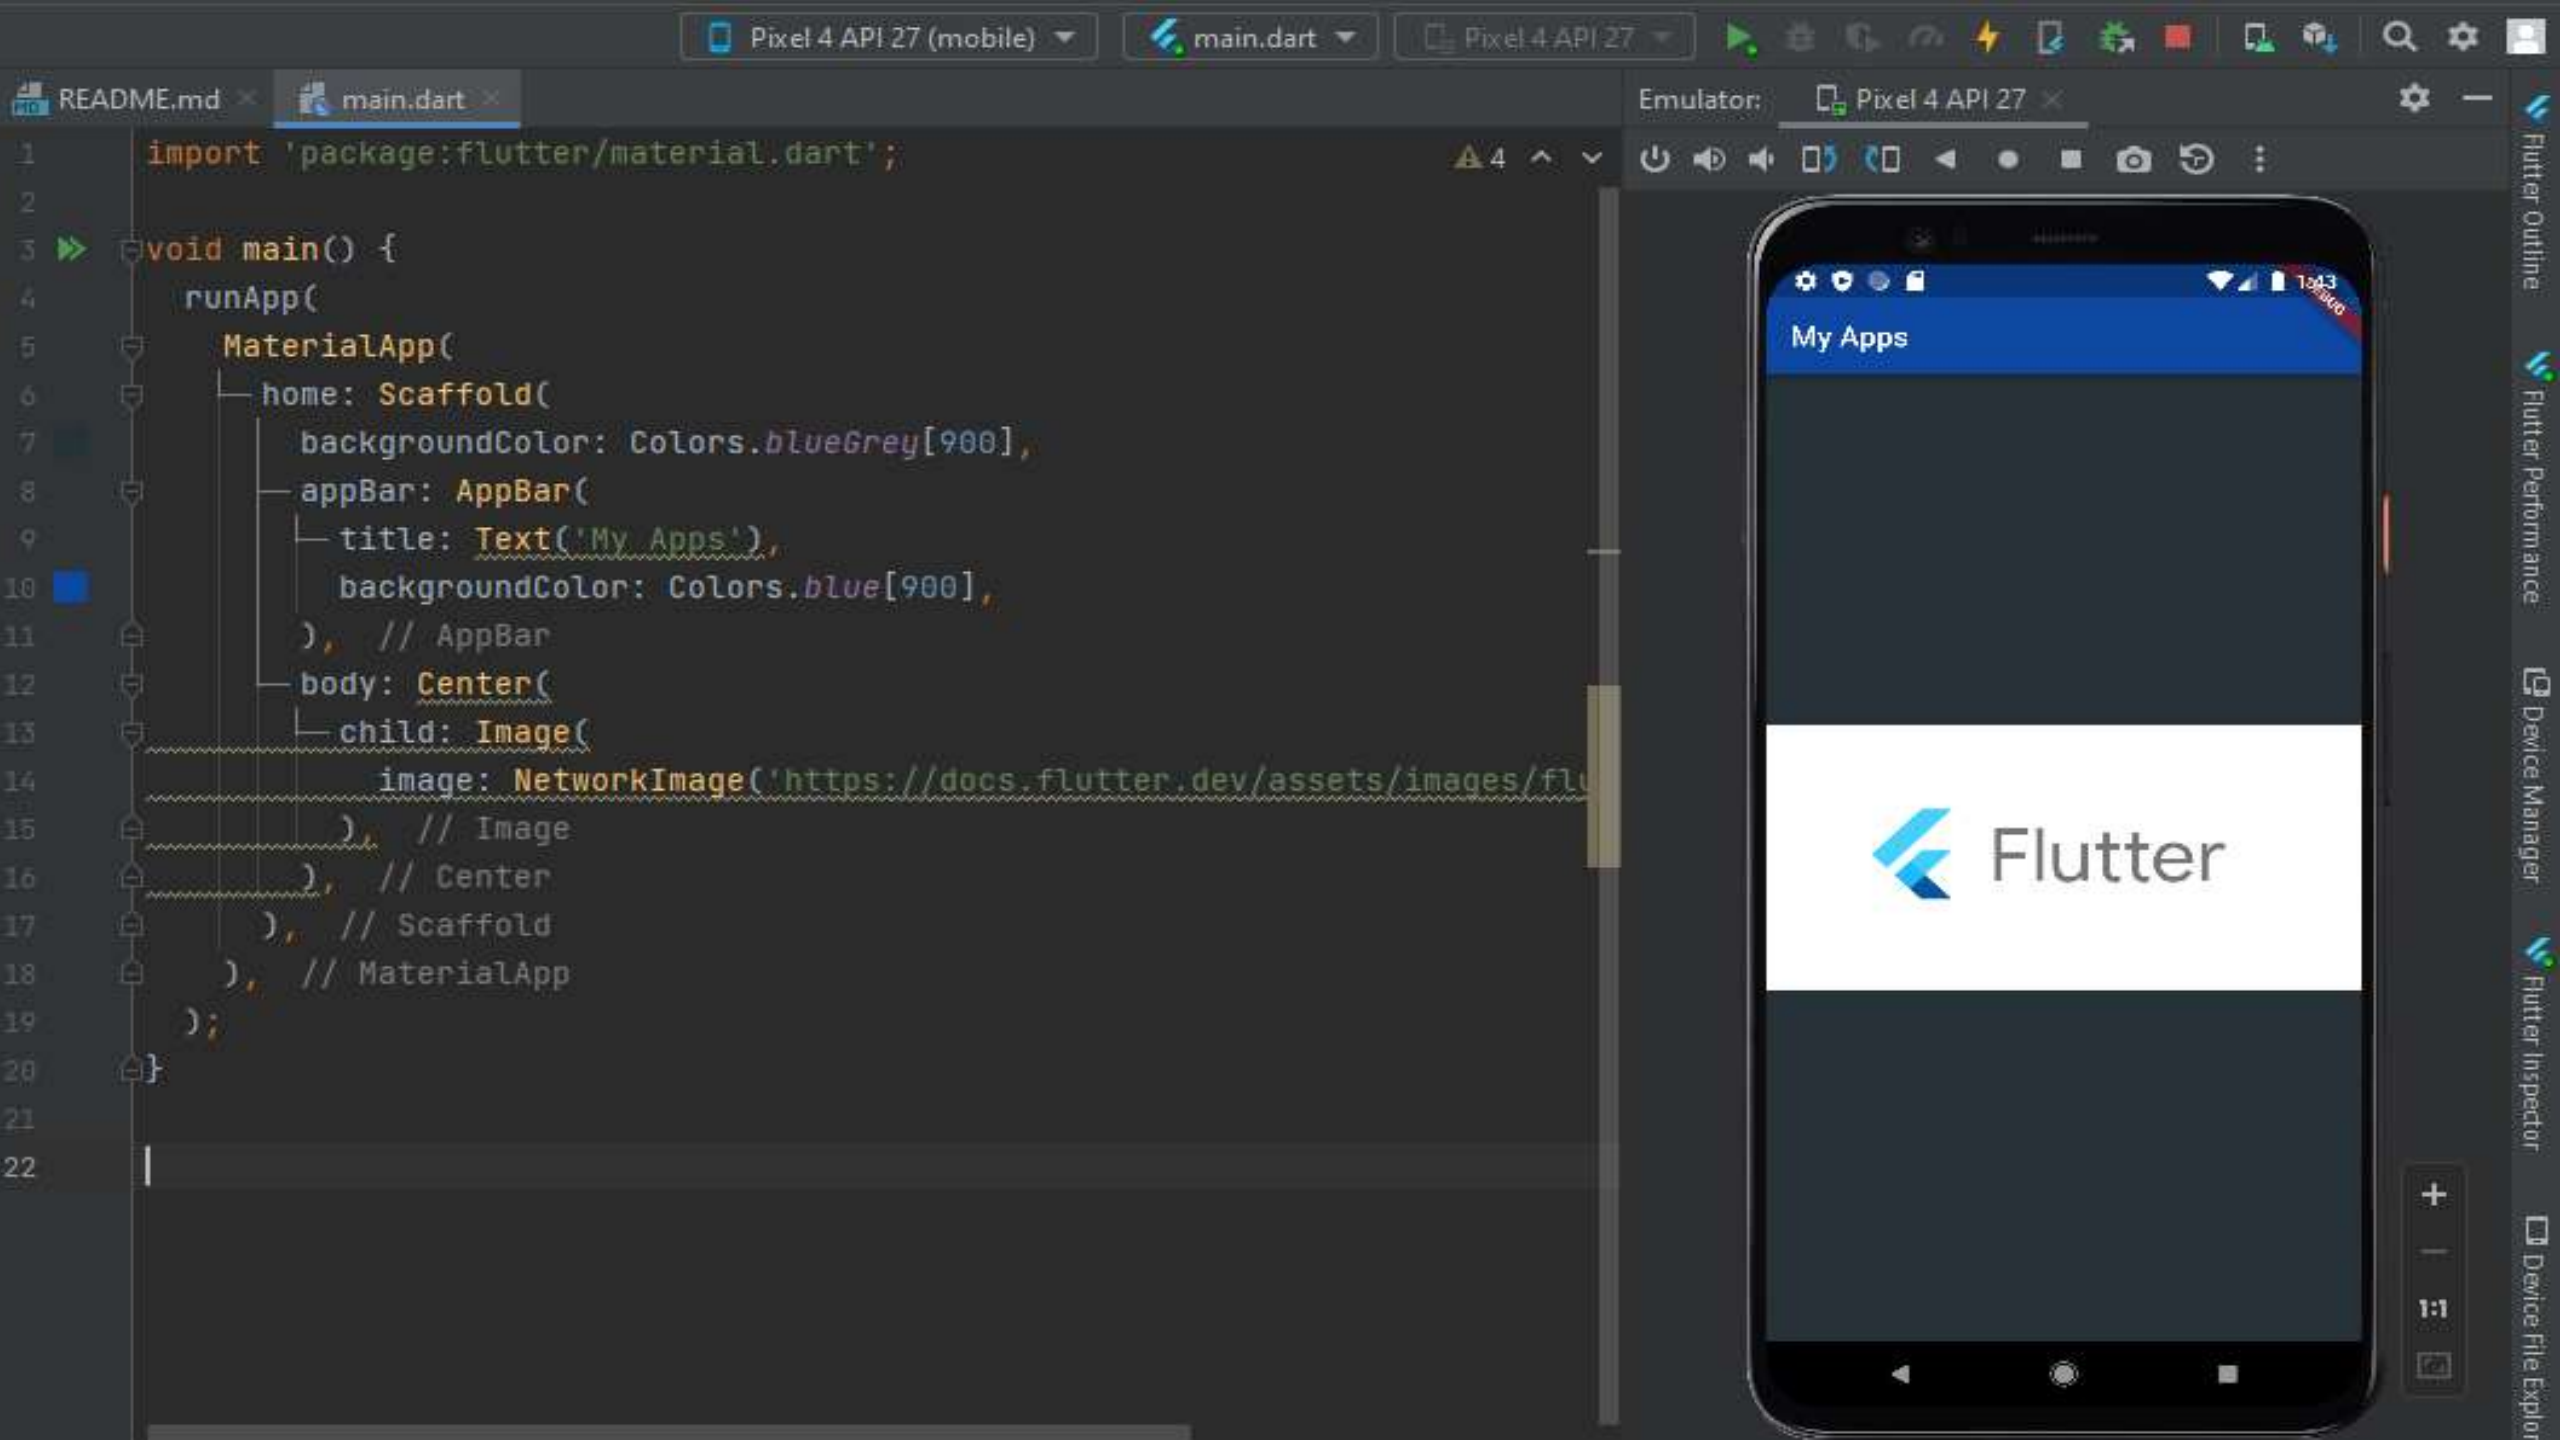 Pixel 4 API 27 (mobile)
main.dart
Pixel 4 API 27
README.md
main.dart
Emulator:
Pixel 4 API 27
4
1 import 'package:flutter/material.dart';
2
3 void main() {
4 runApp(
5 MaterialApp(
6 home: Scaffold(
7 backgroundColor: Colors.blueGrey[900],
8 appBar: AppBar(
9 title: Text('My Apps'),
10 backgroundColor: Colors.blue[900],
11 ), // AppBar
12 body: Center(
13 child: Image(
14 image: NetworkImage('https://docs.flutter.dev/assets/images/flu
15 ), // Image
16 ), // Center
17 ), // Scaffold
18 ), // MaterialApp
19 );
20 }
21
22
1:43
My Apps
Flutter
1:1
Flutter Outline
Flutter Performance
Device Manager
Flutter Inspector
Device File Explor